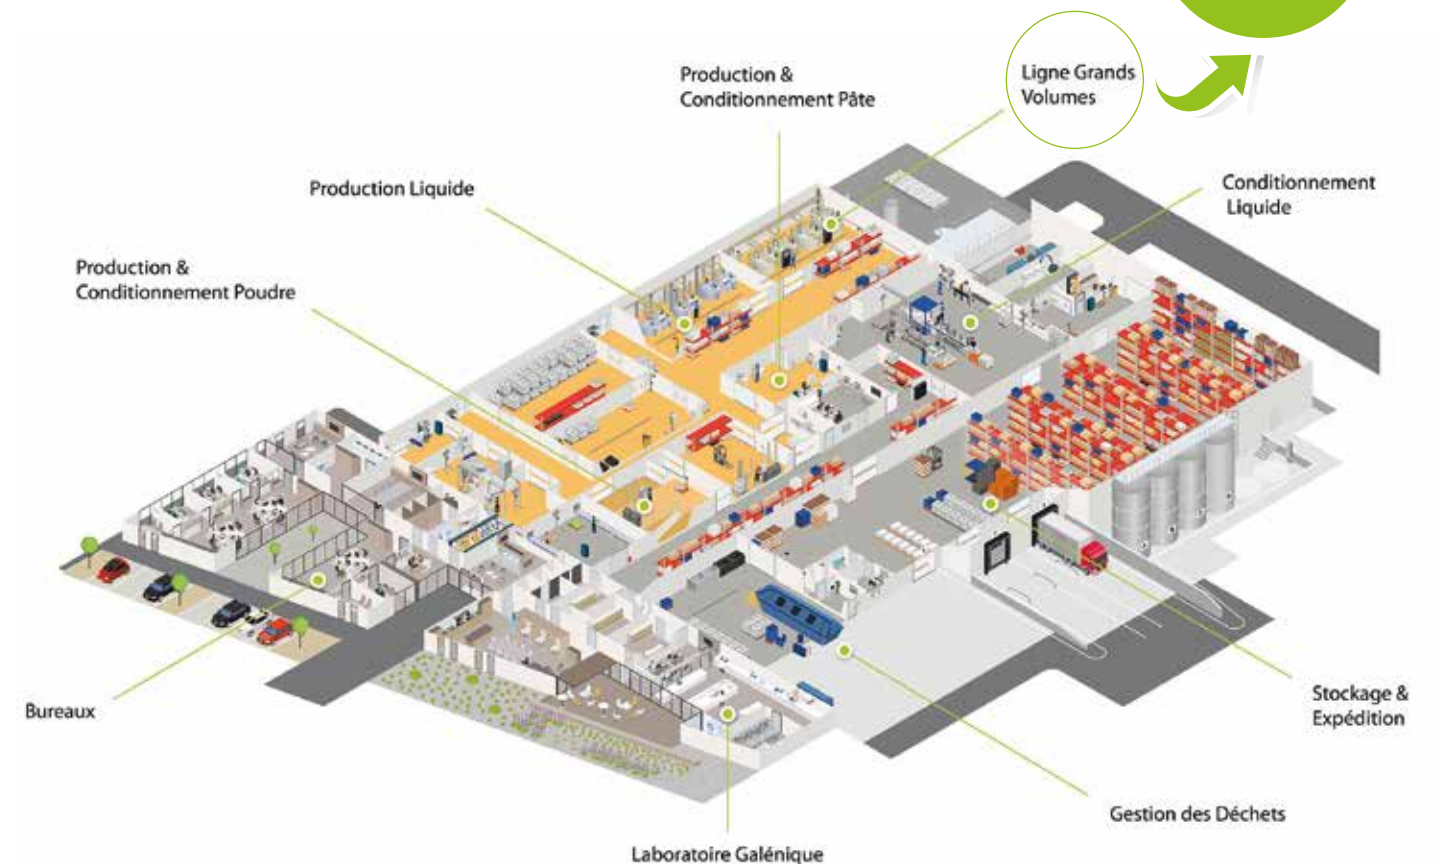 Ligne Grands
Volumes
Production &
Conditionnement Pâte
Conditionnement
Liquide
Production Liquide
Production &
Conditionnement Poudre
Bureaux
Stockage &
Expédition
Gestion des Déchets
Laboratoire Galénique